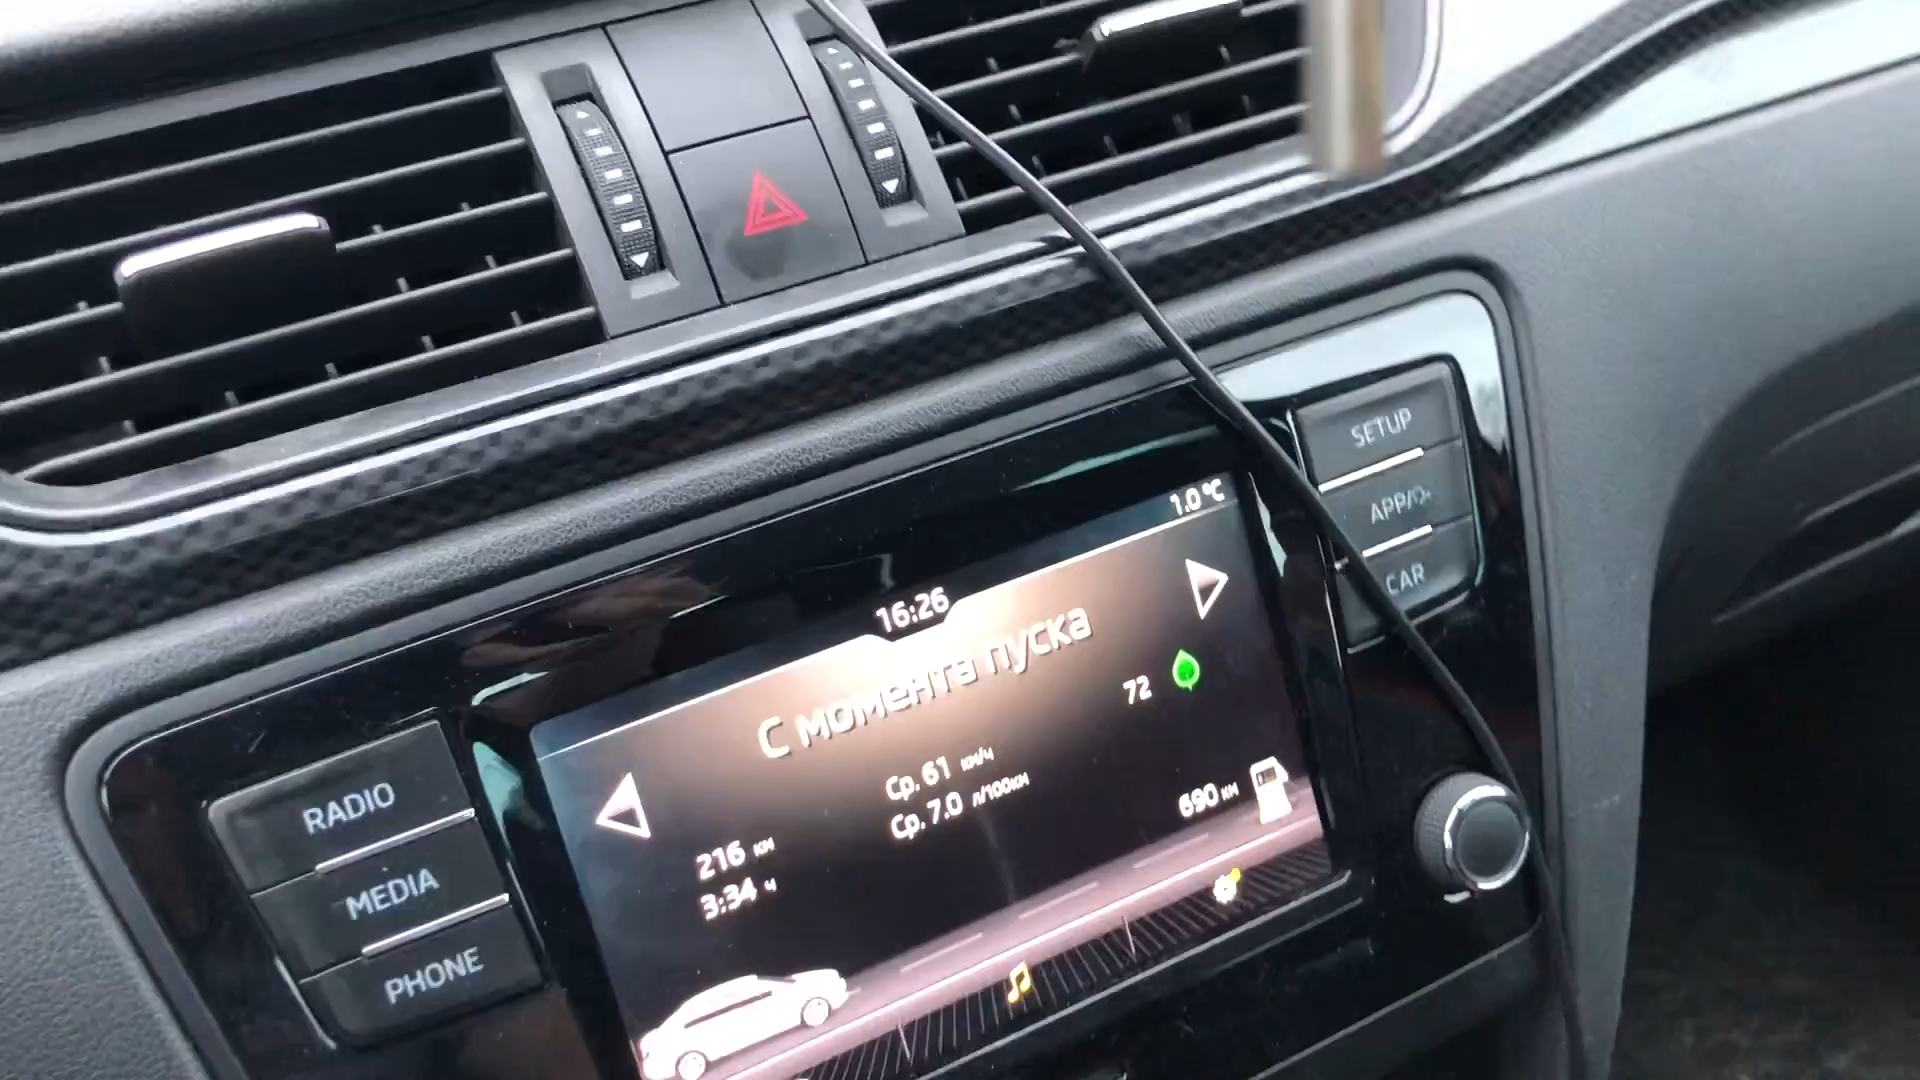 SETUP
APP/
CAR
RADIO
MEDIA
PHONE
1.0 °C
16:26
С момента пуска
72
Ср. 61 км/ч
Ср. 7.0 л/100км
690 км
216 км
3:34 ч